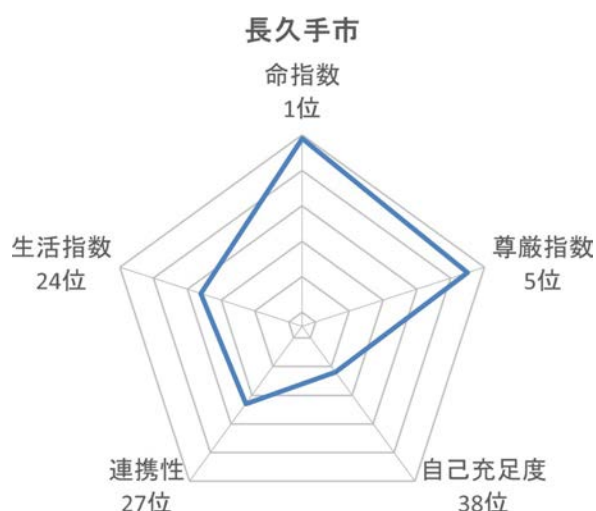 長久手市
命指数
1位
尊厳指数
5位
自己充足度
38位
連携性
27位
生活指数
24位